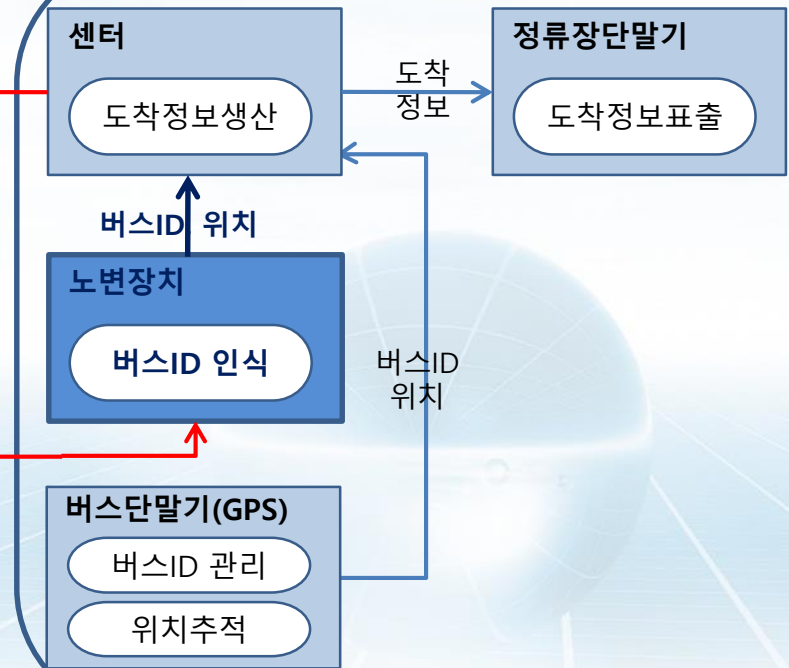 센터
도착정보생산
도착
정보
정류장단말기
도착정보표출
버스ID 위치
노변장치
버스ID 인식
버스ID
위치
버스단말기(GPS)
버스ID 관리
위치추적